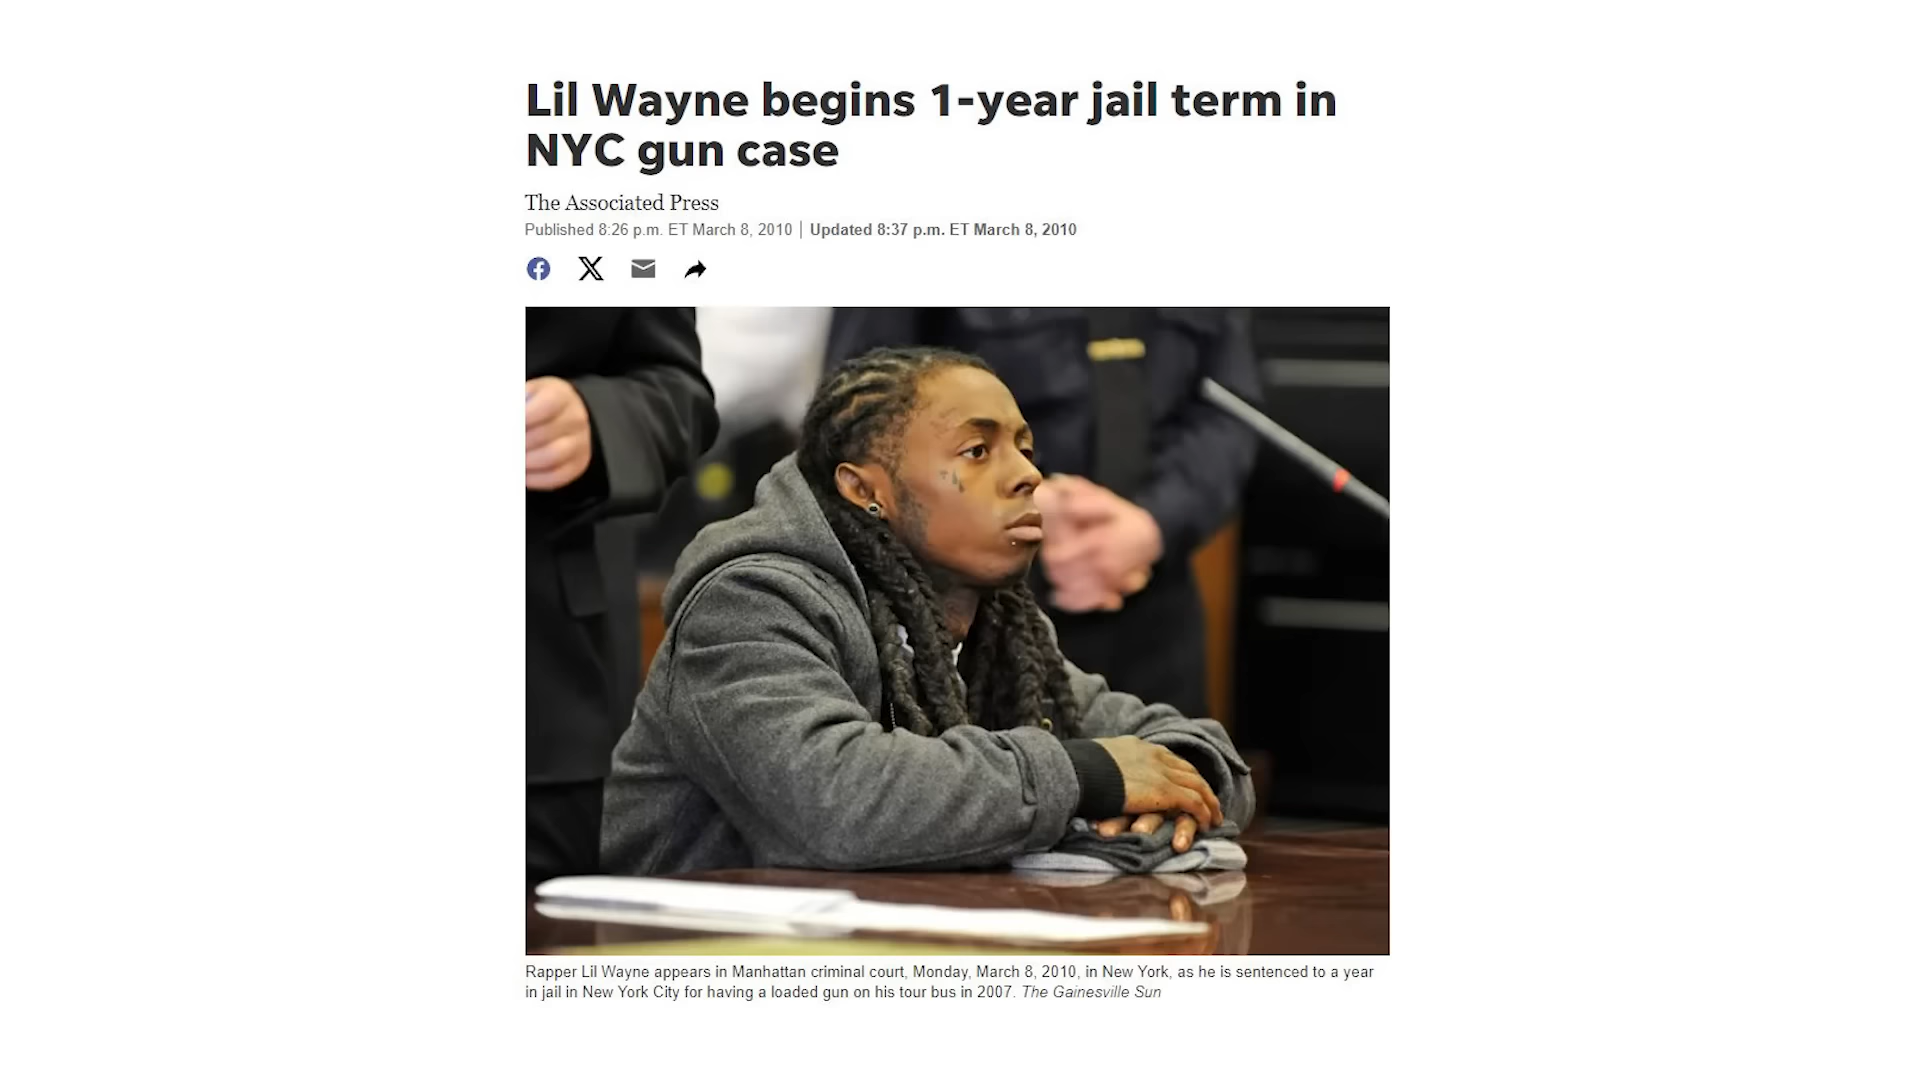 Lil Wayne begins 1-year jail term in
NYC gun case
The Associated Press
Published 8:26 p.m. ET March 8, 2010 | Updated 8:37 p.m. ET March 8, 2010
Rapper Lil Wayne appears in Manhattan criminal court, Monday, March 8, 2010, in New York, as he is sentenced to a year
in jail in New York City for having a loaded gun on his tour bus in 2007. The Gainesville Sun